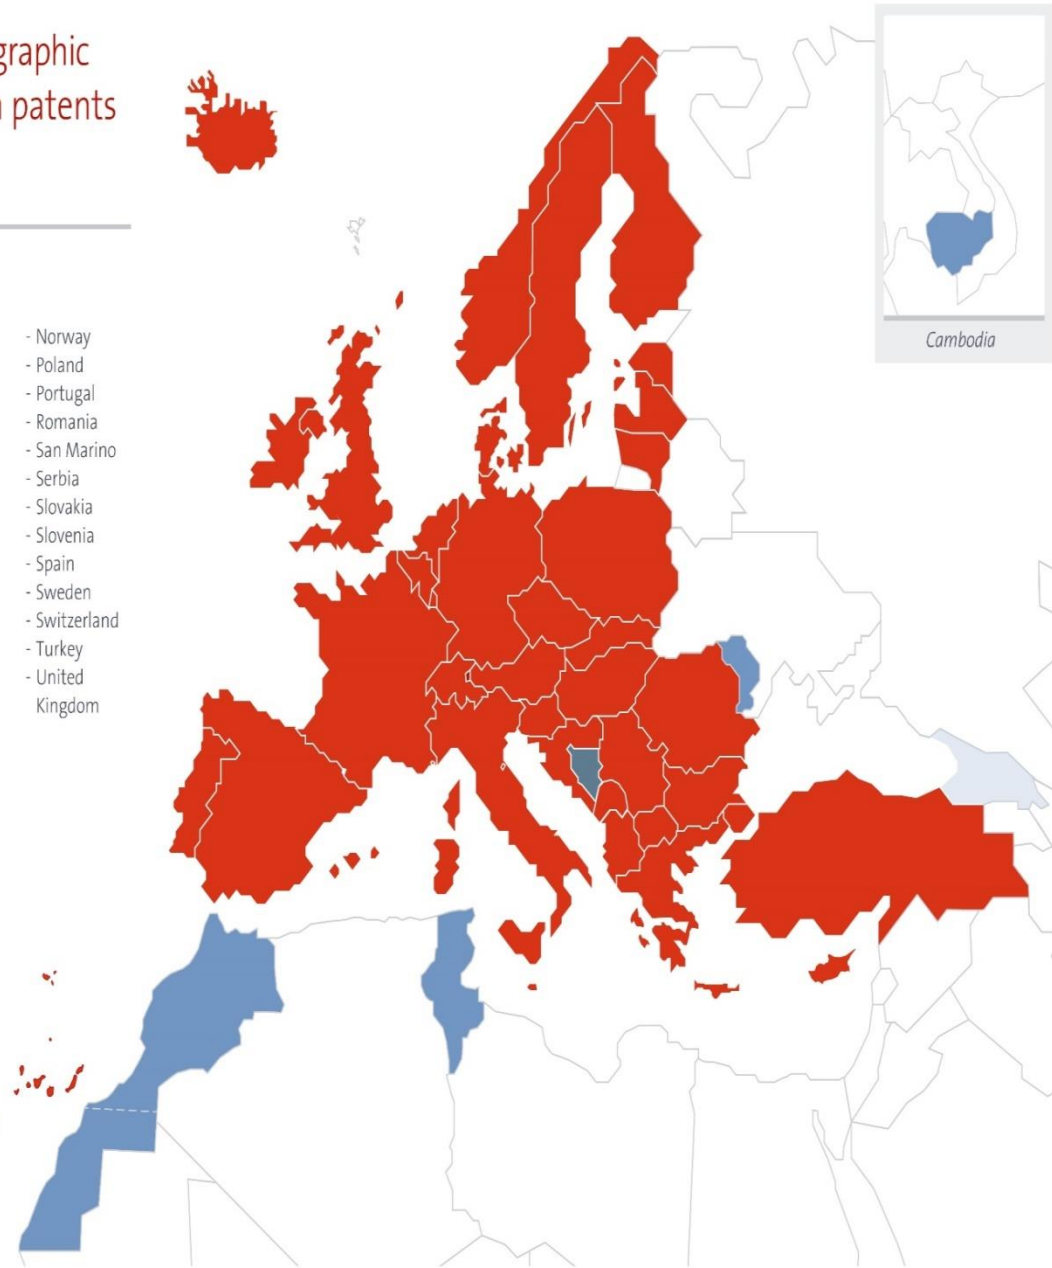 graphic
patents
- Norway
- Poland
- Portugal
- Romania
- San Marino
- Serbia
- Slovakia
- Slovenia
- Spain
- Sweden
- Switzerland
- Turkey
- United
Kingdom
Cambodia